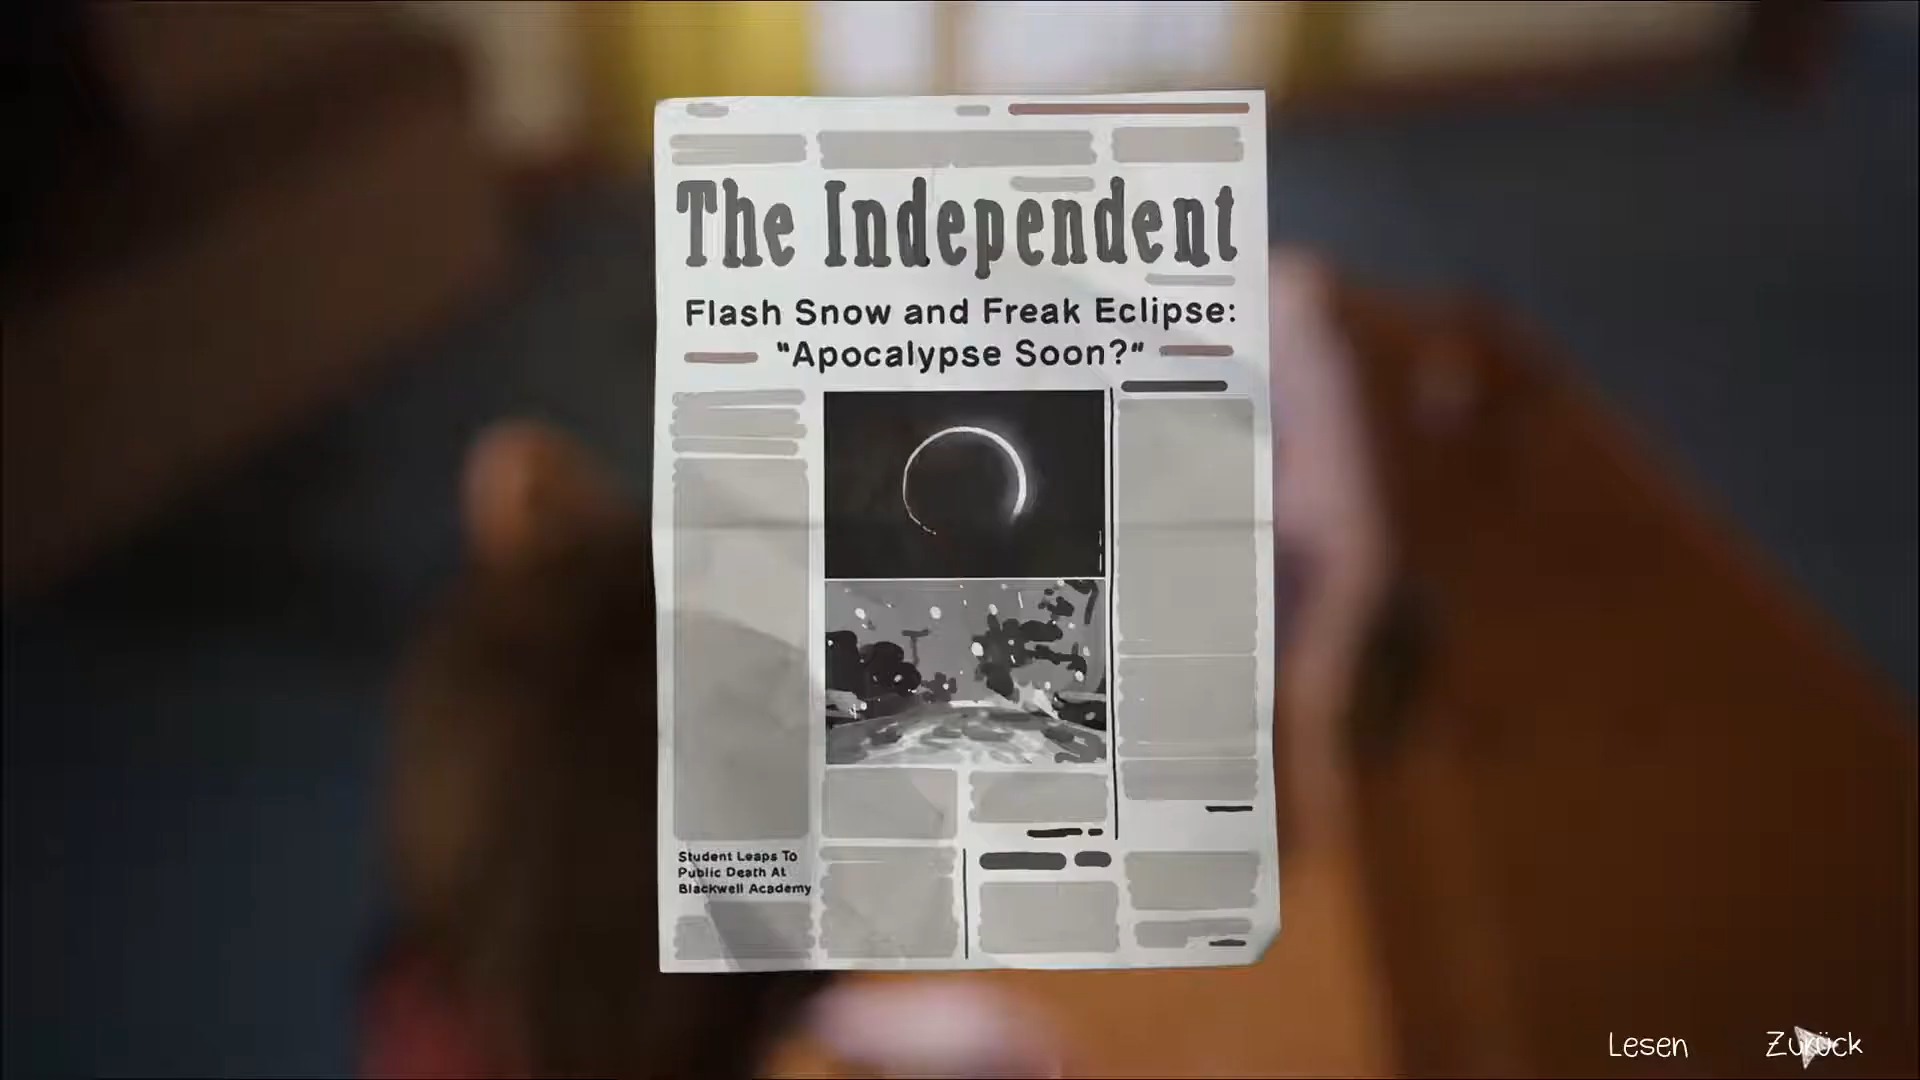 The Independent
Flash Snow and Freak Eclipse:
"Apocalypse Soon?"
Student Leaps To
Public Death At
Blackwell Academy
Lesen
Zurück